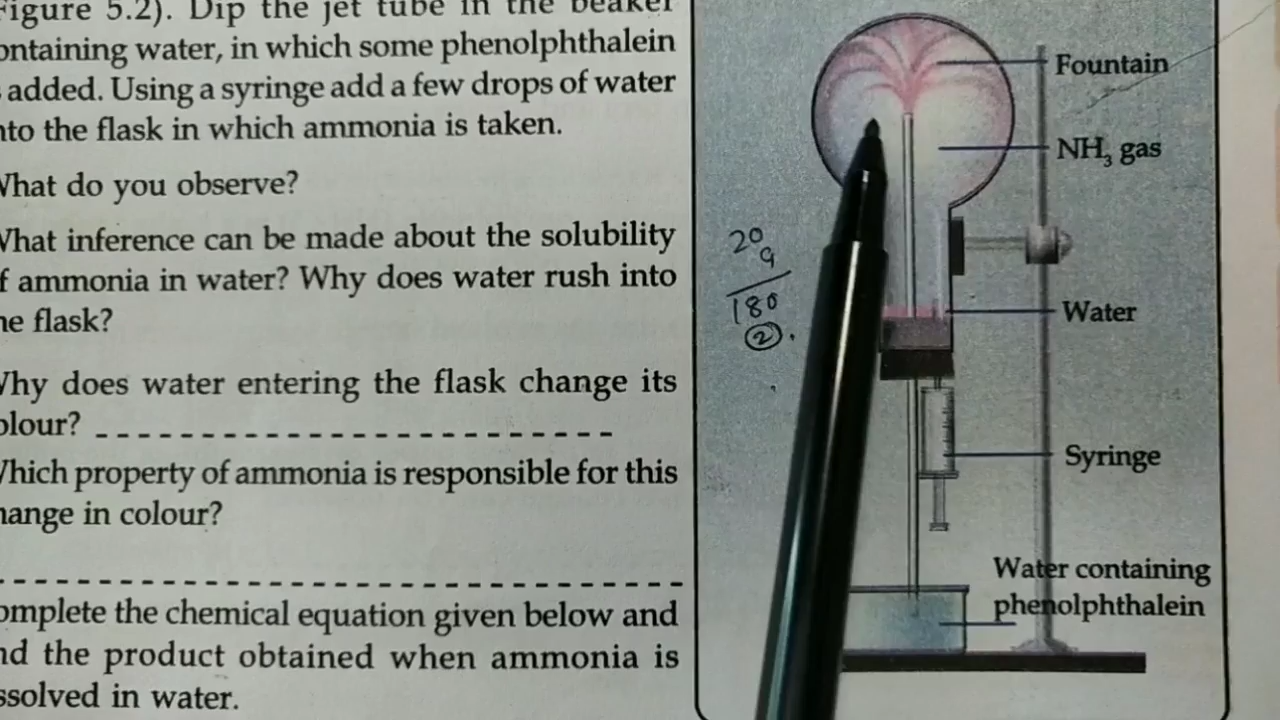 Figure 5.2). Dip the jet tube in the beaker
ontaining water, in which some phenolphthalein
added. Using a syringe add a few drops of water
nto the flask in which ammonia is taken.
What do you observe?
What inference can be made about the solubility
f ammonia in water? Why does water rush into
he flask?
Why does water entering the flask change its
olour?
Which property of ammonia is responsible for this
hange in colour?
omplete the chemical equation given below and
nd the product obtained when ammonia is
ssolved in water.
Fountain
NH₃ gas
20
9
180
2
Water
Syringe
Water containing
phenolphthalein